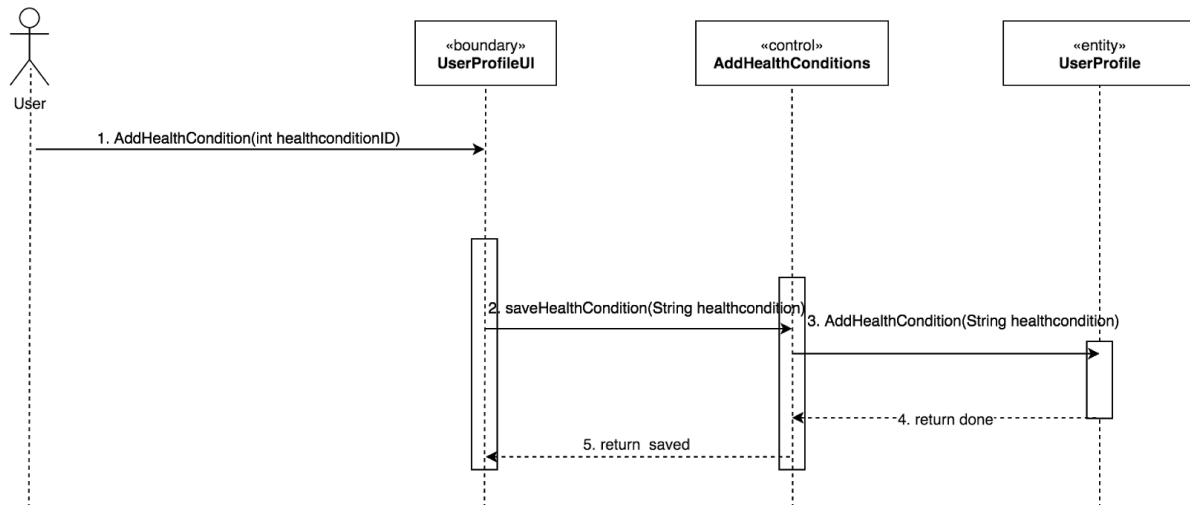 «boundary»
UserProfileUI
«control»
AddHealthConditions
«entity»
UserProfile
User
1. AddHealthCondition(int healthconditionID)
2. saveHealthCondition(String healthcondition)
3. AddHealthCondition(String healthcondition)
4. return done
5. return saved